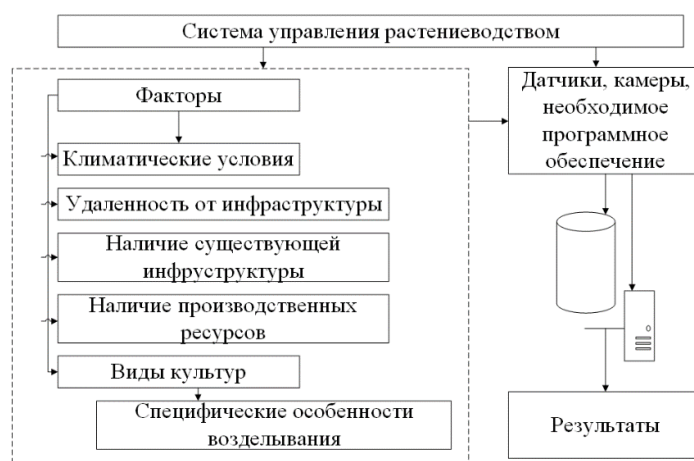 Система управления растениеводством
Факторы
Климатические условия
Удаленность от инфраструктуры
Наличие существующей
инфруструктуры
Наличие производственных
ресурсов
Виды культур
Специфические особенности
возделывания
Датчики, камеры,
необходимое
программное
обеспечение
Результаты